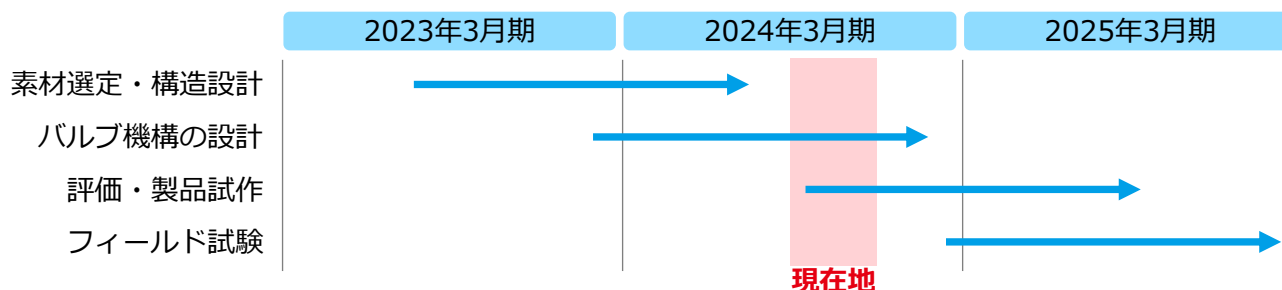 2023年3月期 2024年3月期 2025年3月期
素材選定・構造設計
バルブ機構の設計
評価・製品試作
フィールド試験
現在地